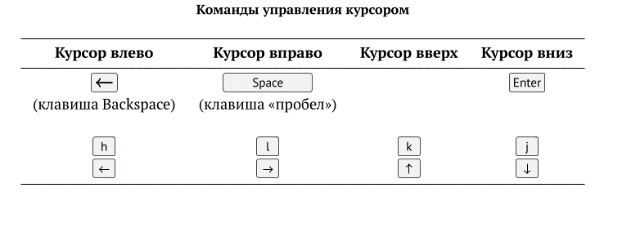 Команды управления курсором
Курсор влево Курсор вправо Курсор вверх Курсор вниз
← Space Enter
(клавиша Backspace) (клавиша «пробел»)
h l k j
← → ↑ ↓